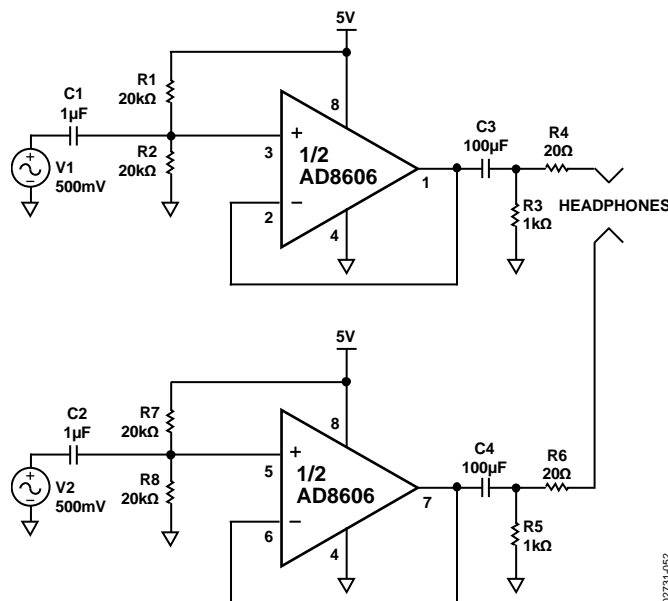 5V
R1
20kΩ
C1
1µF
R2
20kΩ
V1
500mV
+
−
8
3
1/2
AD8606
1
2
4
C3
100µF
R4
20Ω
R3
1kΩ
HEADPHONES
5V
R7
20kΩ
C2
1µF
R8
20kΩ
V2
500mV
+
−
8
5
1/2
AD8606
7
6
4
C4
100µF
R6
20Ω
R5
1kΩ
02731-052